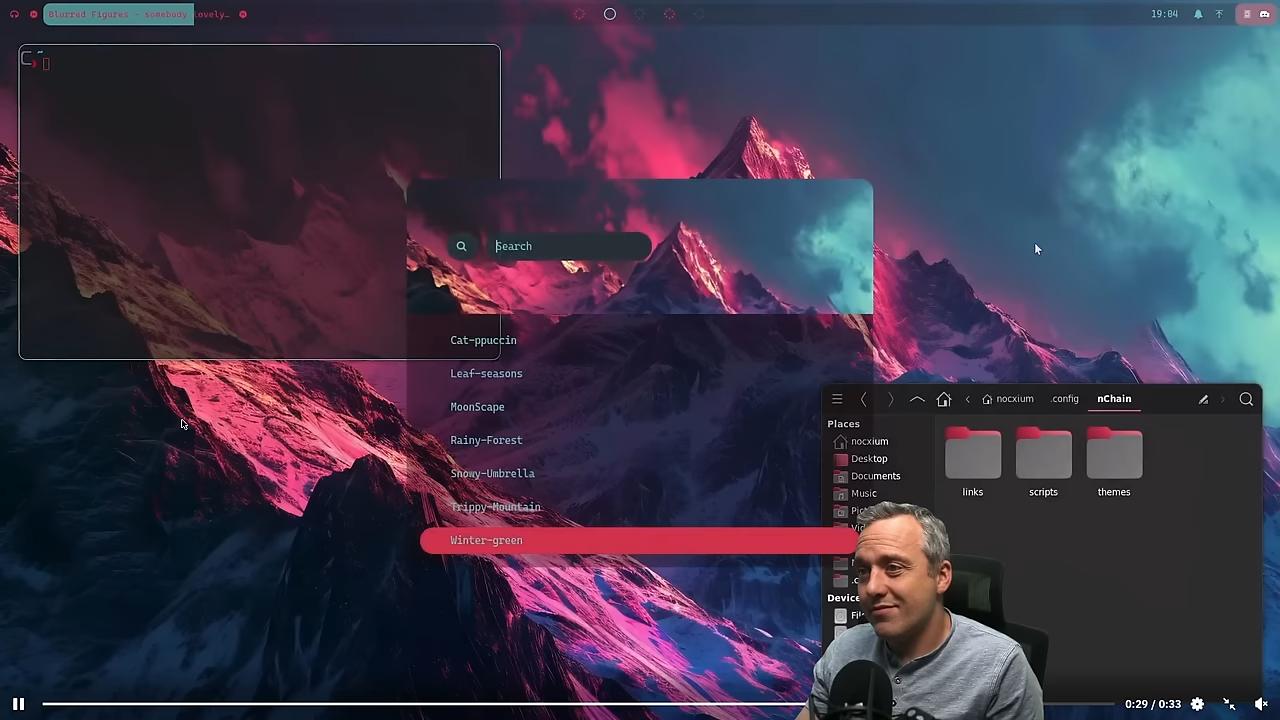 Blurred Figures - somebody lovely…
19:04
~
Search
Cat-ppuccin
Leaf-seasons
MoonScape
Rainy-Forest
Snowy-Umbrella
Trippy-Mountain
Winter-green
nocxium
.config
nChain
Places
nocxium
Desktop
Documents
Music
links
scripts
themes
0:29 / 0:33